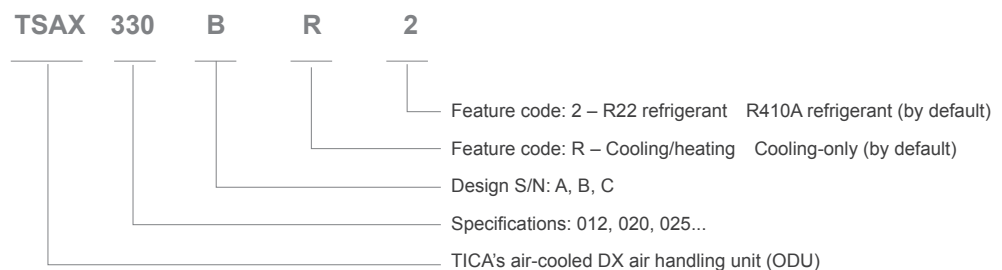 TSAX 330 B R 2
Feature code: 2 – R22 refrigerant R410A refrigerant (by default)
Feature code: R – Cooling/heating Cooling-only (by default)
Design S/N: A, B, C
Specifications: 012, 020, 025...
TICA's air-cooled DX air handling unit (ODU)